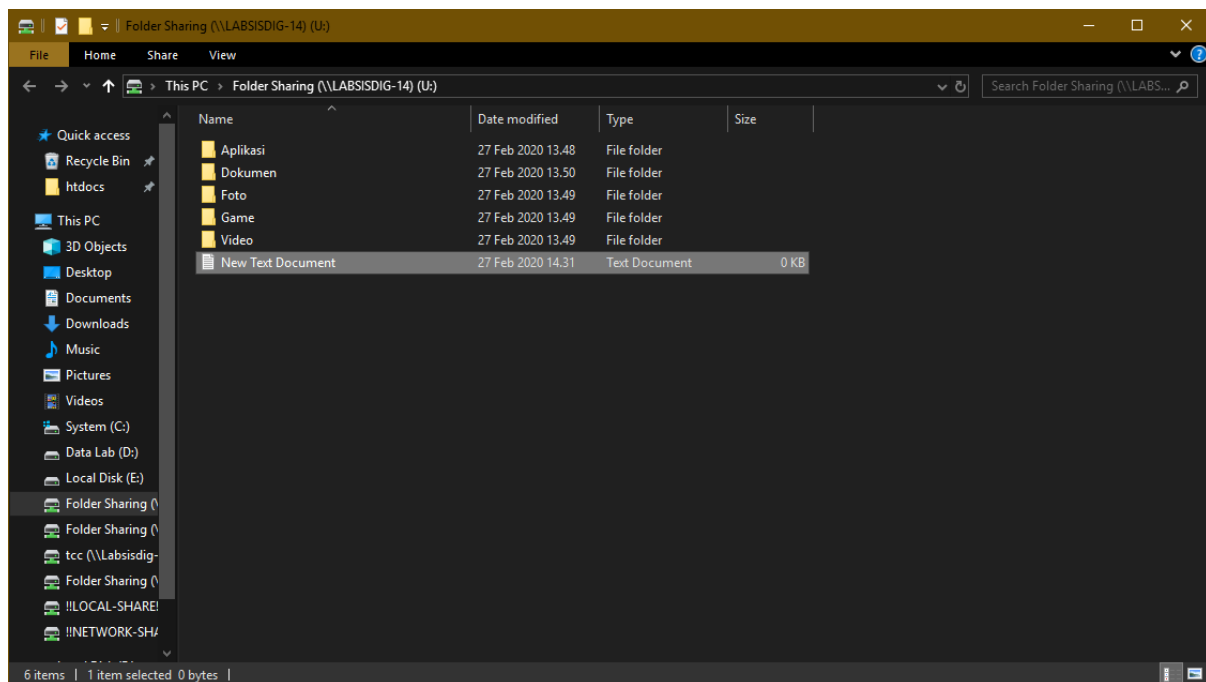 Folder Sharing (\\LABSISDIG-14) (U:)
File Home Share View
This PC > Folder Sharing (\\LABSISDIG-14) (U:)
Search Folder Sharing (\\LABS...
Name Date modified Type Size
Quick access
Recycle Bin
htdocs
This PC
3D Objects
Desktop
Documents
Downloads
Music
Pictures
Videos
System (C:)
Data Lab (D:)
Local Disk (E:)
Folder Sharing (\
Folder Sharing (\
tcc (\\Labsisdig-
Folder Sharing (\
!!LOCAL-SHARE!
!!NETWORK-SHA
Aplikasi 27 Feb 2020 13.48 File folder
Dokumen 27 Feb 2020 13.50 File folder
Foto 27 Feb 2020 13.49 File folder
Game 27 Feb 2020 13.49 File folder
Video 27 Feb 2020 13.49 File folder
New Text Document 27 Feb 2020 14.31 Text Document 0 KB
6 items | 1 item selected 0 bytes |